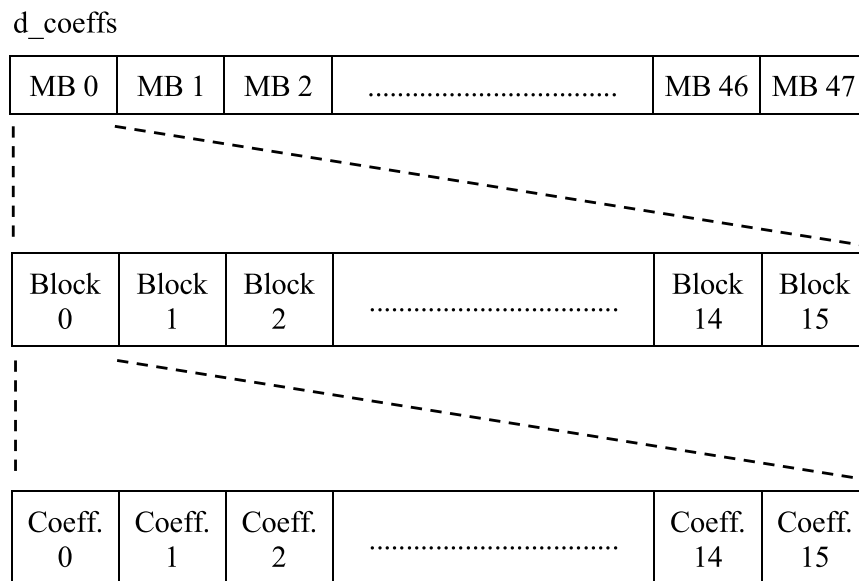 d_coeffs
MB 0 MB 1 MB 2 .................................. MB 46 MB 47
Block Block Block Block Block
0 1 2 .................................. 14 15
Coeff. Coeff. Coeff. Coeff. Coeff.
0 1 2 .................................. 14 15